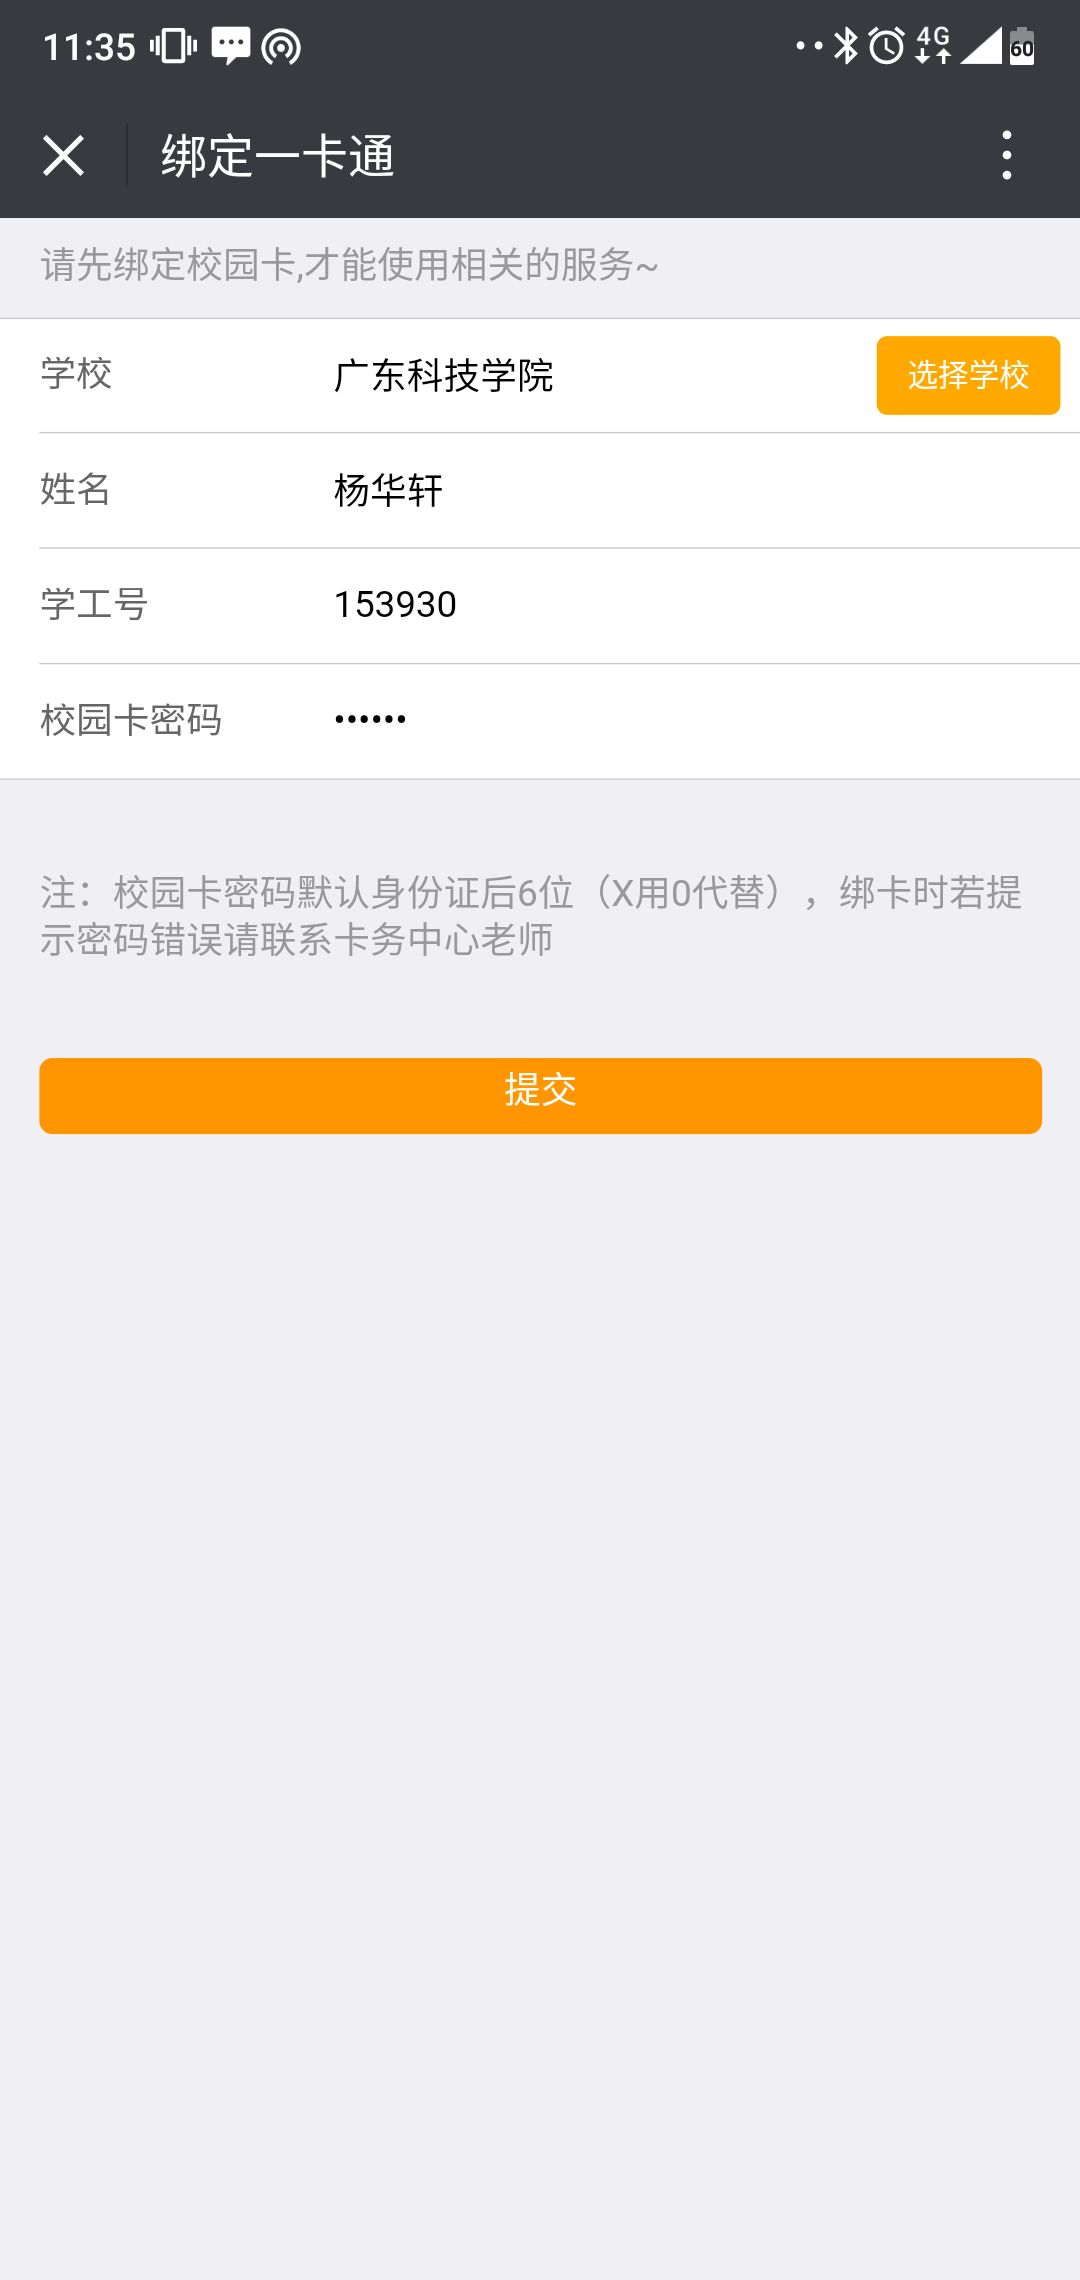 11:35
4G
60
绑定一卡通
请先绑定校园卡,才能使用相关的服务~
学校 广东科技学院 选择学校
姓名 杨华轩
学工号 153930
校园卡密码 ••••••
注：校园卡密码默认身份证后6位（X用0代替），绑卡时若提
示密码错误请联系卡务中心老师
提交